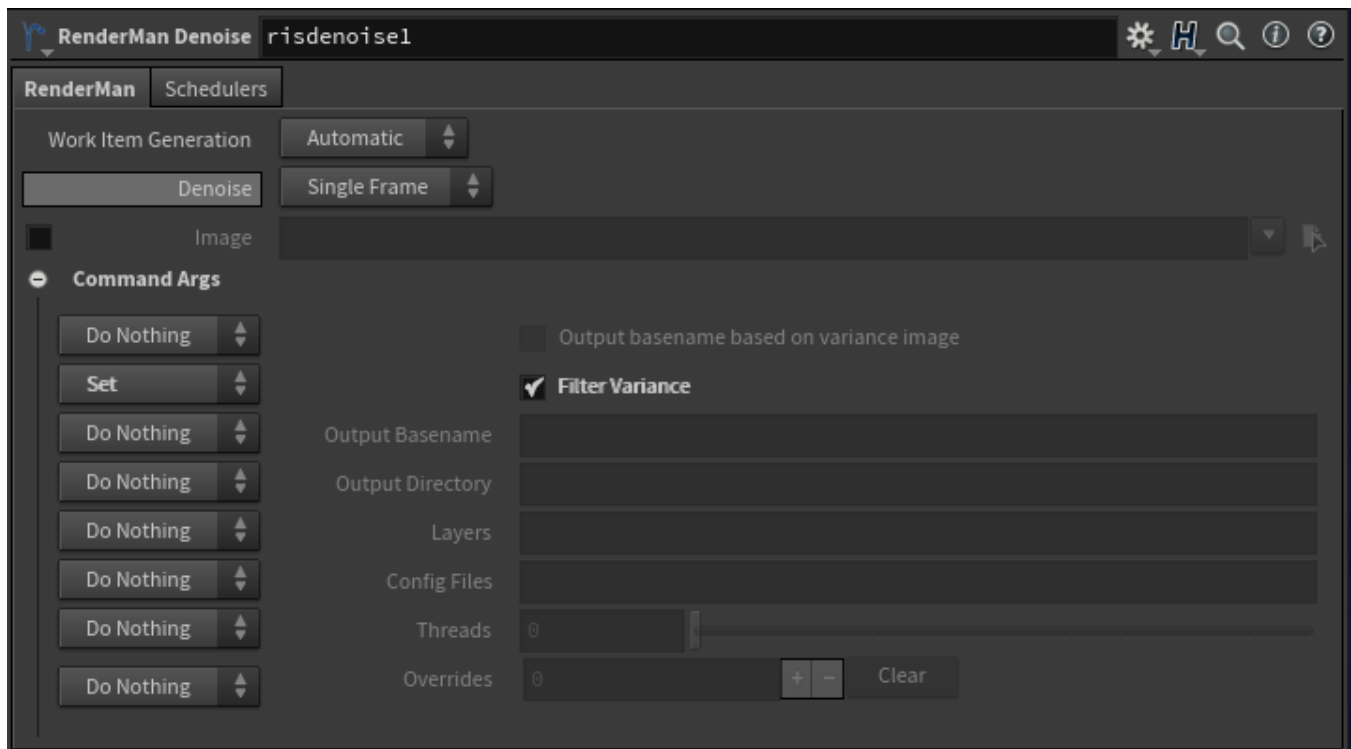 RenderMan Denoise risdenoise1
RenderMan Schedulers
Work Item Generation Automatic
Denoise Single Frame
Image
Command Args
Do Nothing Output basename based on variance image
Set Filter Variance
Do Nothing Output Basename
Do Nothing Output Directory
Do Nothing Layers
Do Nothing Config Files
Do Nothing Threads 0
Do Nothing Overrides 0 + - Clear